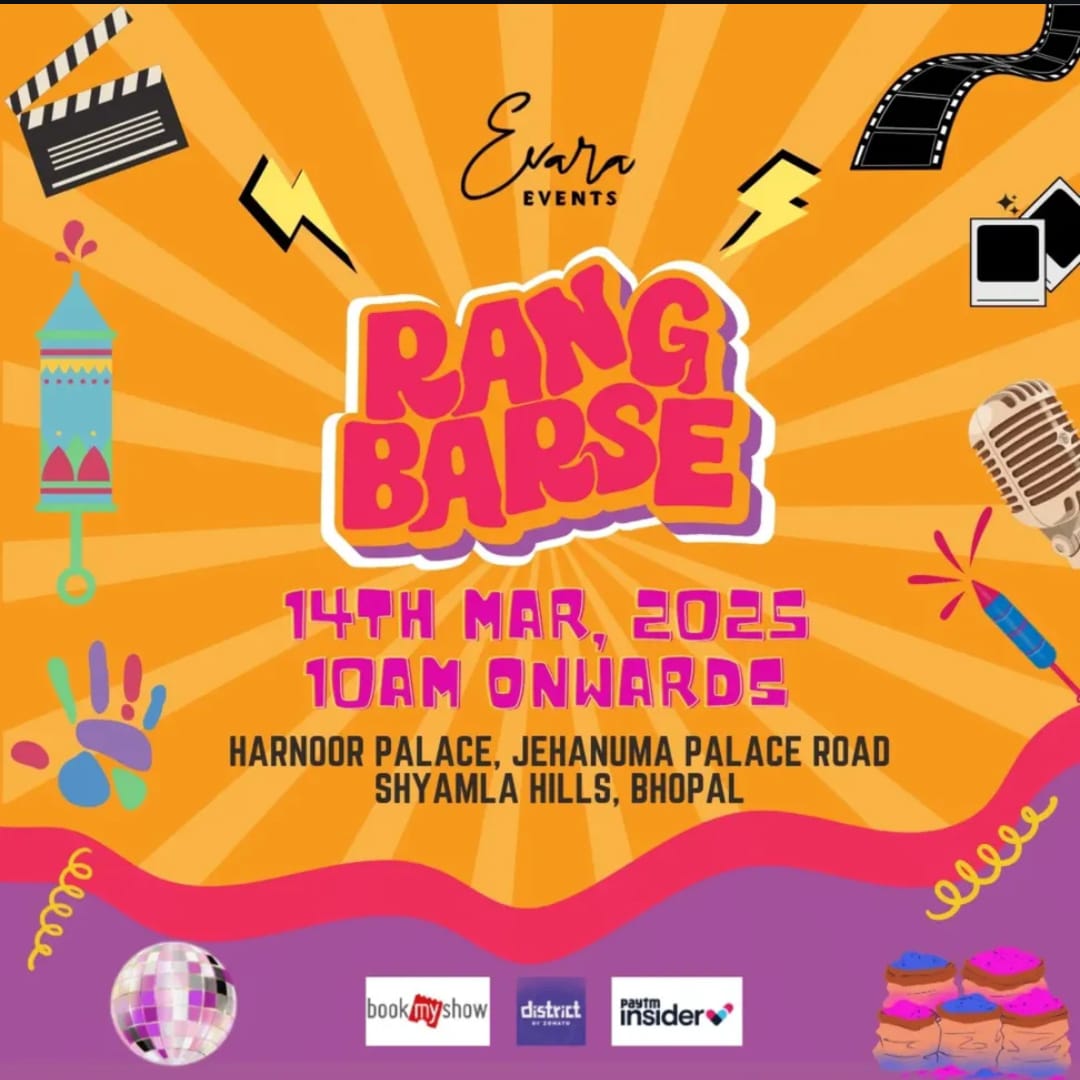 Evara
EVENTS
RANG
BARSE
14TH MAR, 2025
10AM ONWARDS
HARNOOR PALACE, JEHANUMA PALACE ROAD
SHYAMLA HILLS, BHOPAL
bookmyshow
district
BY ZOMATO
Paytm
insider